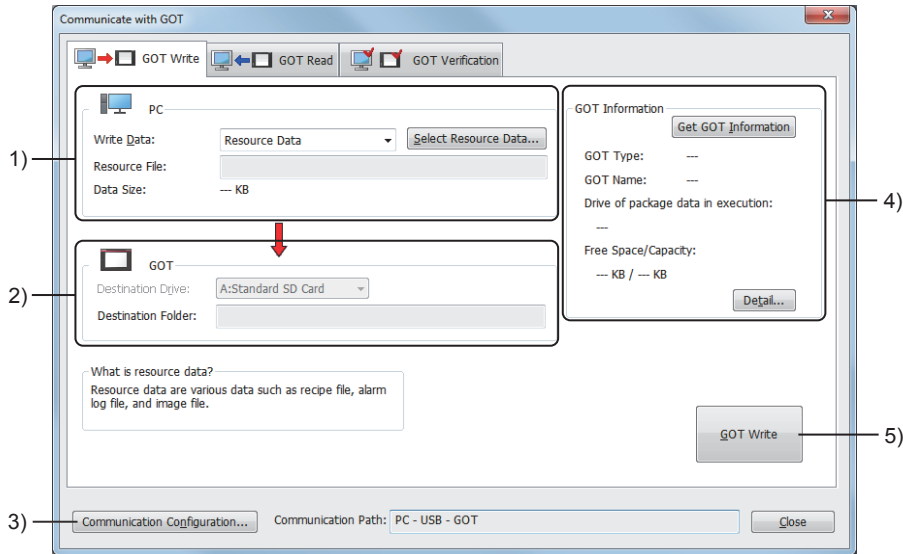 Communicate with GOT
GOT Write
GOT Read
GOT Verification
PC
Write Data:
Resource Data
Select Resource Data...
Resource File:
Data Size:
--- KB
1)
GOT
Destination Drive:
A:Standard SD Card
Destination Folder:
2)
GOT Information
Get GOT Information
GOT Type:
---
GOT Name:
---
Drive of package data in execution:
---
Free Space/Capacity:
--- KB / --- KB
Detail...
4)
What is resource data?
Resource data are various data such as recipe file, alarm
log file, and image file.
GOT Write
5)
3)
Communication Configuration...
Communication Path:
PC - USB - GOT
Close